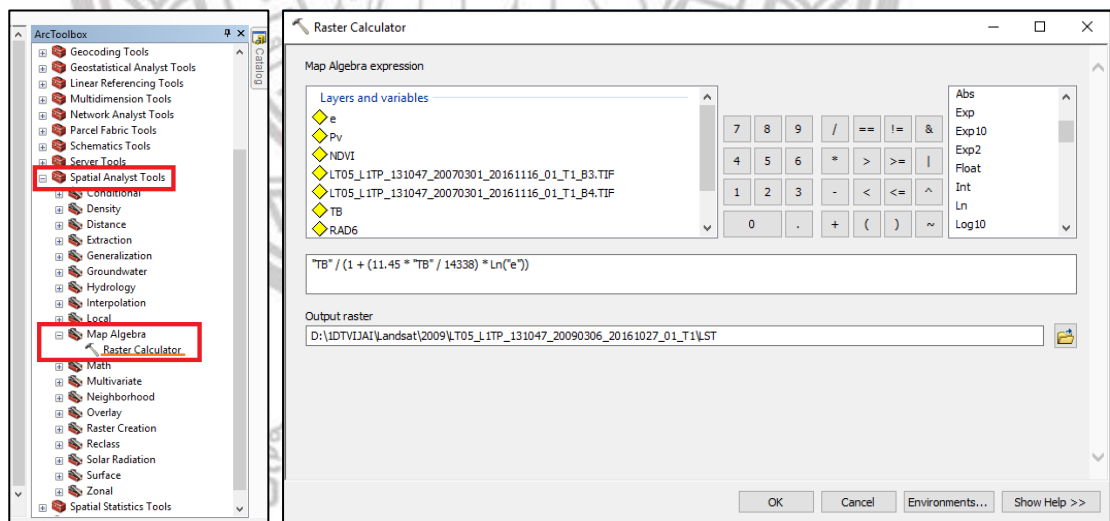 ArcToolbox
Geocoding Tools
Geostatistical Analyst Tools
Linear Referencing Tools
Multidimension Tools
Network Analyst Tools
Parcel Fabric Tools
Schematics Tools
Server Tools
Spatial Analyst Tools
Conditional
Density
Distance
Extraction
Generalization
Groundwater
Hydrology
Interpolation
Local
Map Algebra
Raster Calculator
Math
Multivariate
Neighborhood
Overlay
Raster Creation
Reclass
Solar Radiation
Surface
Zonal
Spatial Statistics Tools
Catalog
Raster Calculator
Map Algebra expression
Layers and variables
e
Pv
NDVI
LT05_L1TP_131047_20070301_20161116_01_T1_B3.TIF
LT05_L1TP_131047_20070301_20161116_01_T1_B4.TIF
TB
RAD6
7 8 9 / == != &
4 5 6 * > >= |
1 2 3 - < <= ^
0 . + ( ) ~
Abs
Exp
Exp10
Exp2
Float
Int
Ln
Log10
"TB" / (1 + (11.45 * "TB" / 14338) * Ln("e"))
Output raster
D:\1DTVIJAI\Landsat\2009\LT05_L1TP_131047_20090306_20161027_01_T1\LST
OK Cancel Environments... Show Help >>